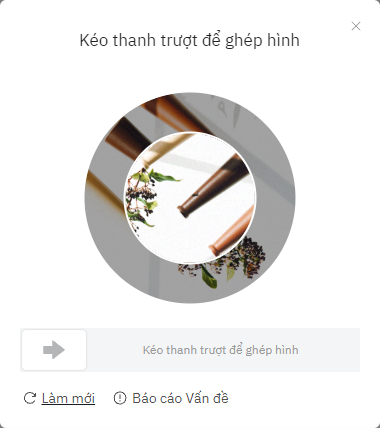 Kéo thanh trượt để ghép hình
Kéo thanh trượt để ghép hình
Làm mới
Báo cáo Vấn đề